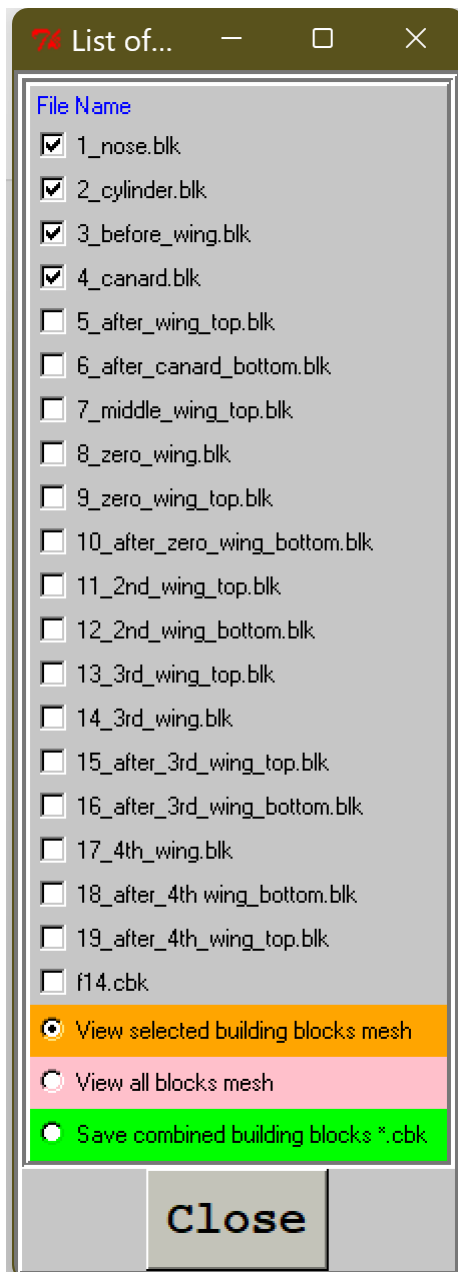 List of...
File Name
1_nose.blk
2_cylinder.blk
3_before_wing.blk
4_canard.blk
5_after_wing_top.blk
6_after_canard_bottom.blk
7_middle_wing_top.blk
8_zero_wing.blk
9_zero_wing_top.blk
10_after_zero_wing_bottom.blk
11_2nd_wing_top.blk
12_2nd_wing_bottom.blk
13_3rd_wing_top.blk
14_3rd_wing.blk
15_after_3rd_wing_top.blk
16_after_3rd_wing_bottom.blk
17_4th_wing.blk
18_after_4th wing_bottom.blk
19_after_4th_wing_top.blk
f14.cbk
View selected building blocks mesh
View all blocks mesh
Save combined building blocks *.cbk
Close